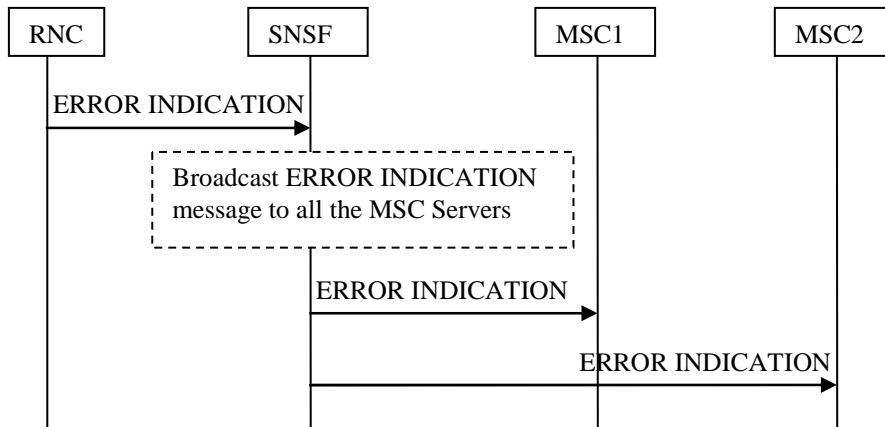 RNC
SNSF
MSC1
MSC2
ERROR INDICATION
Broadcast ERROR INDICATION
message to all the MSC Servers
ERROR INDICATION
ERROR INDICATION